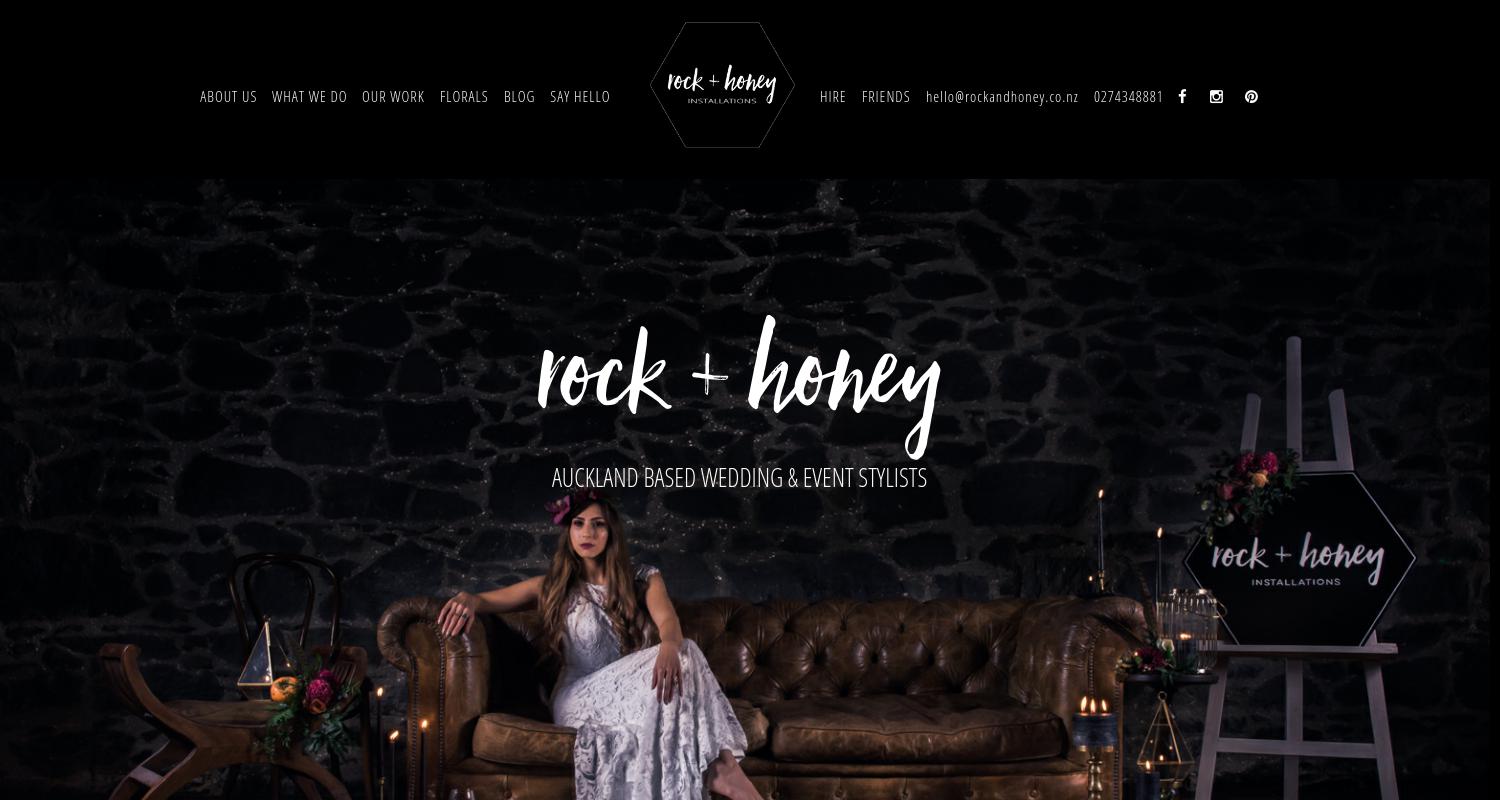 rock + honey
INSTALLATIONS
ABOUT US WHAT WE DO OUR WORK FLORALS BLOG SAY HELLO HIRE FRIENDS hello@rockandhoney.co.nz 0274348881
rock + honey
AUCKLAND BASED WEDDING & EVENT STYLISTS
rock + honey
INSTALLATIONS